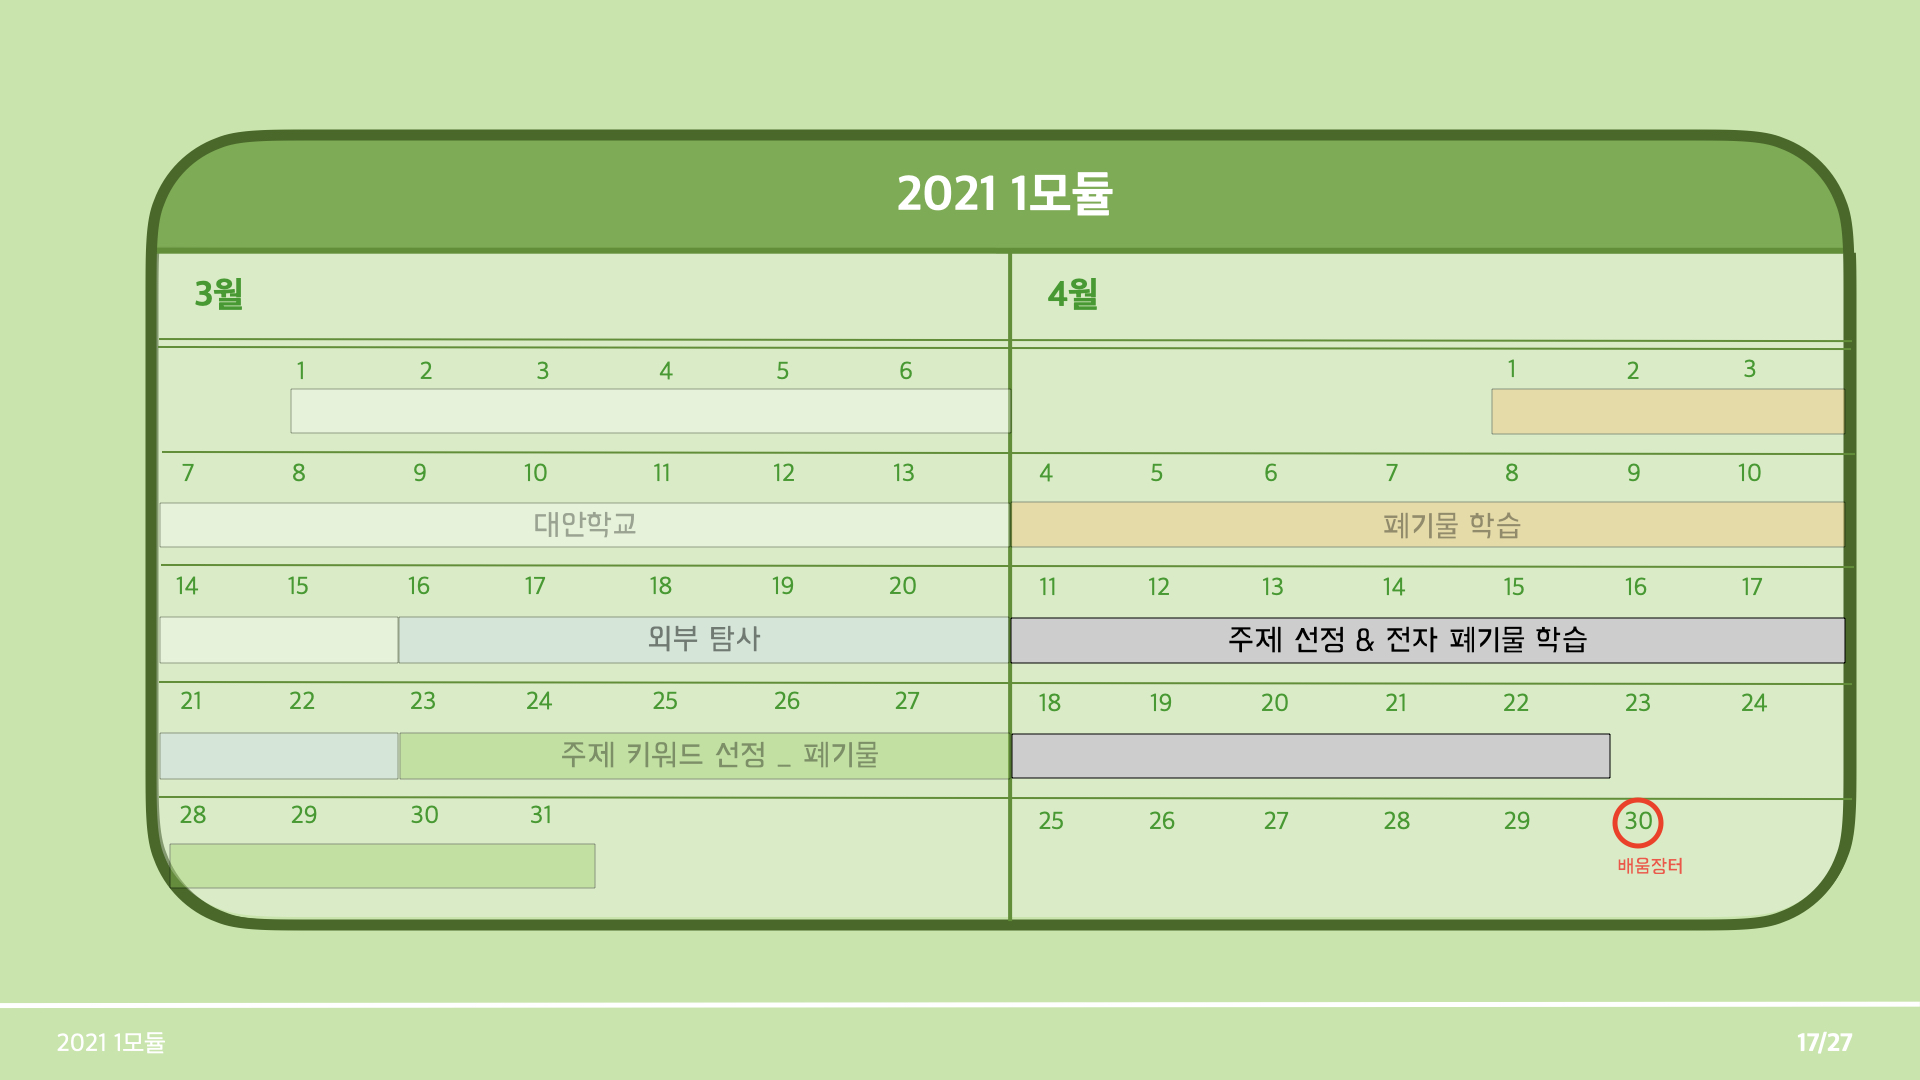 2021 1모듈
3월
4월
1 2 3 4 5 6
1 2 3
7 8 9 10 11 12 13
4 5 6 7 8 9 10
대안학교
폐기물 학습
14 15 16 17 18 19 20
11 12 13 14 15 16 17
외부 탐사
주제 선정 & 전자 폐기물 학습
21 22 23 24 25 26 27
18 19 20 21 22 23 24
주제 키워드 선정 _ 폐기물
28 29 30 31
25 26 27 28 29 30
배움장터
2021 1모듈
17/27